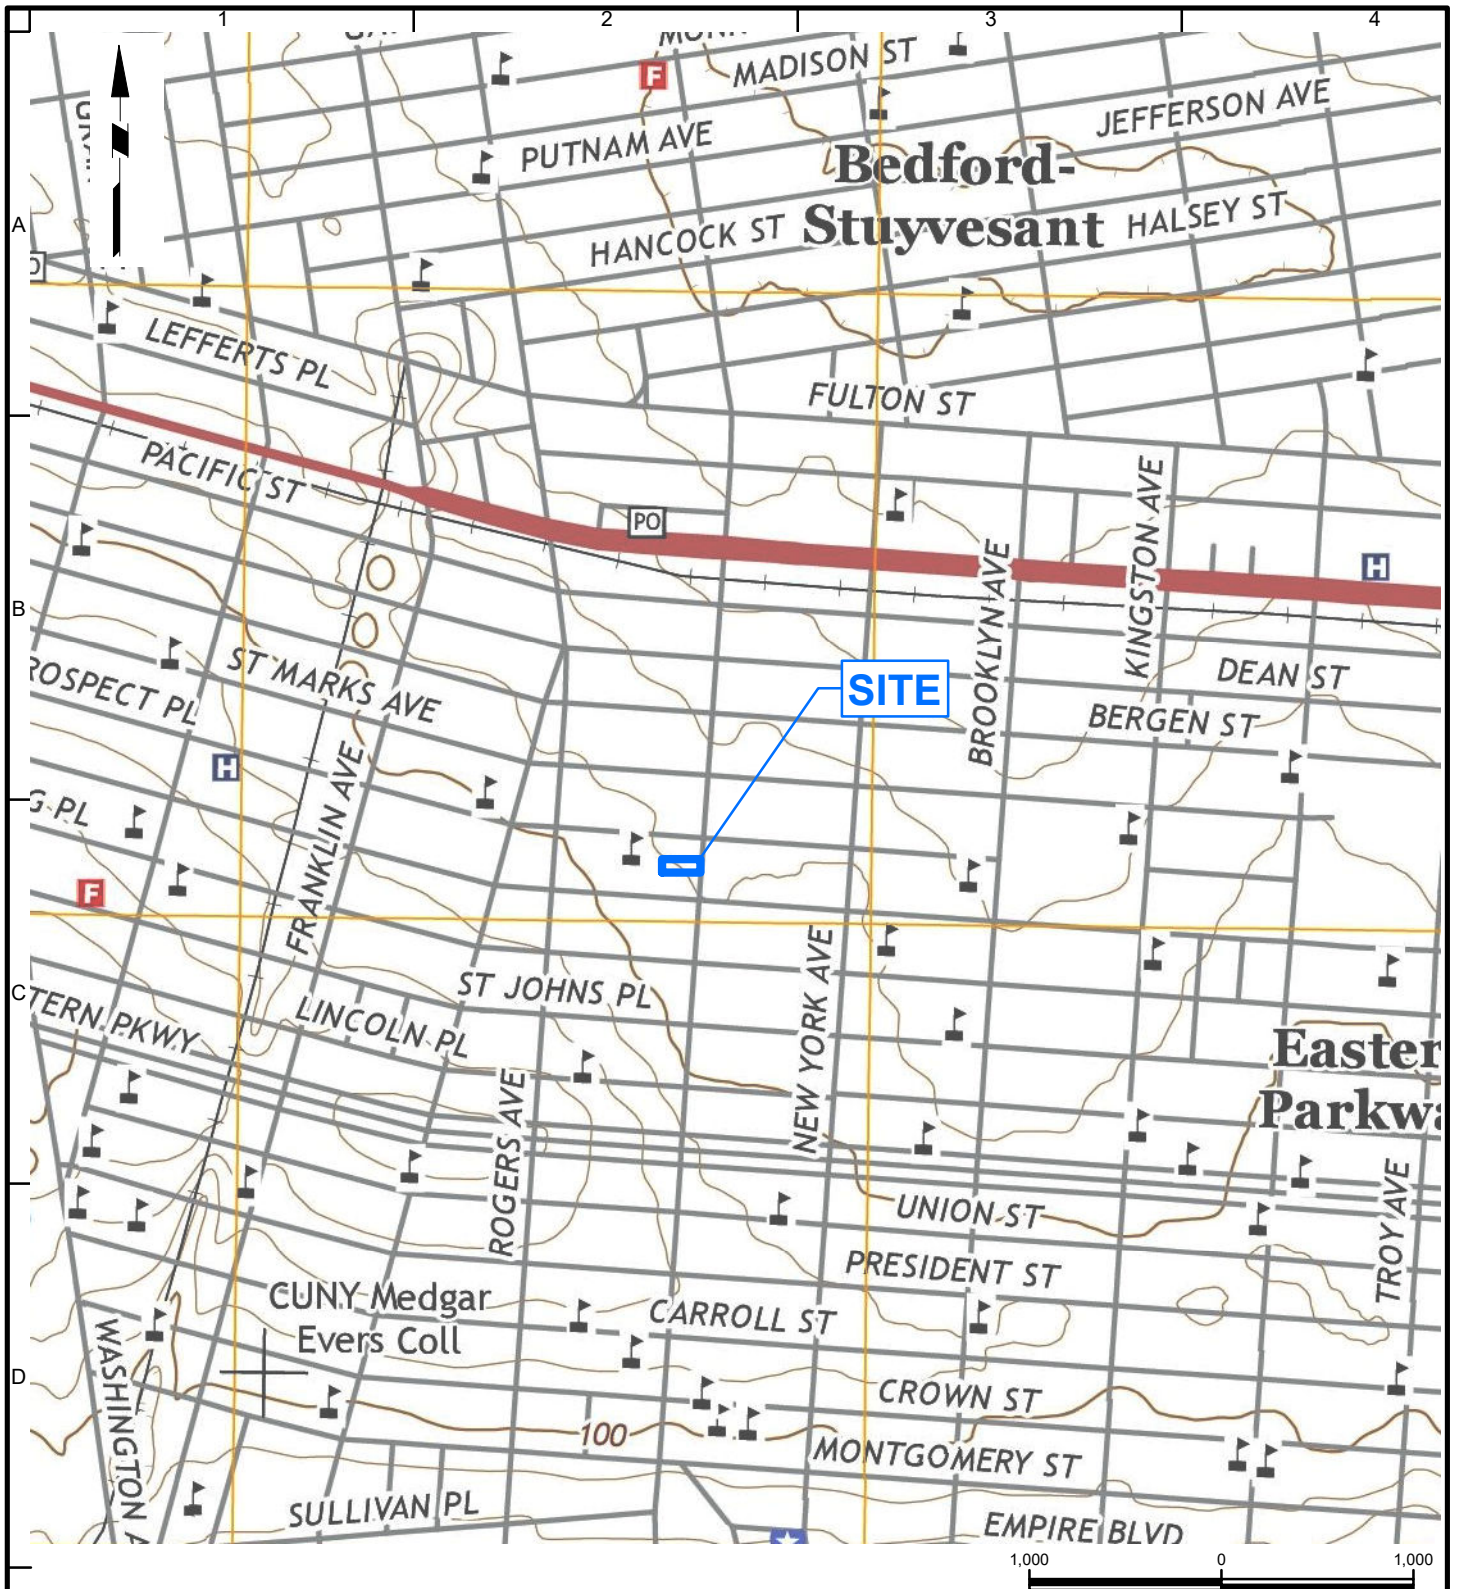 1
2
3
4
MADISON ST
F
JEFFERSON AVE
PUTNAM AVE
Bedford-
Stuyvesant
HALSEY ST
HANCOCK ST
A
LEFFERTS PL
FULTON ST
PACIFIC ST
KINGSTON AVE
PO
BROOKLYN AVE
H
B
ST MARKS AVE
DEAN ST
SITE
ROSPECT PL
BERGEN ST
H
G PL
FRANKLIN AVE
F
NEW YORK AVE
C
ST JOHNS PL
TERN PKWY
LINCOLN PL
Easter
Parkwa
ROGERS AVE
UNION ST
TROY AVE
PRESIDENT ST
CUNY Medgar
Evers Coll
CARROLL ST
WASHINGTON A
D
CROWN ST
100
MONTGOMERY ST
SULLIVAN PL
EMPIRE BLVD
1,000
0
1,000